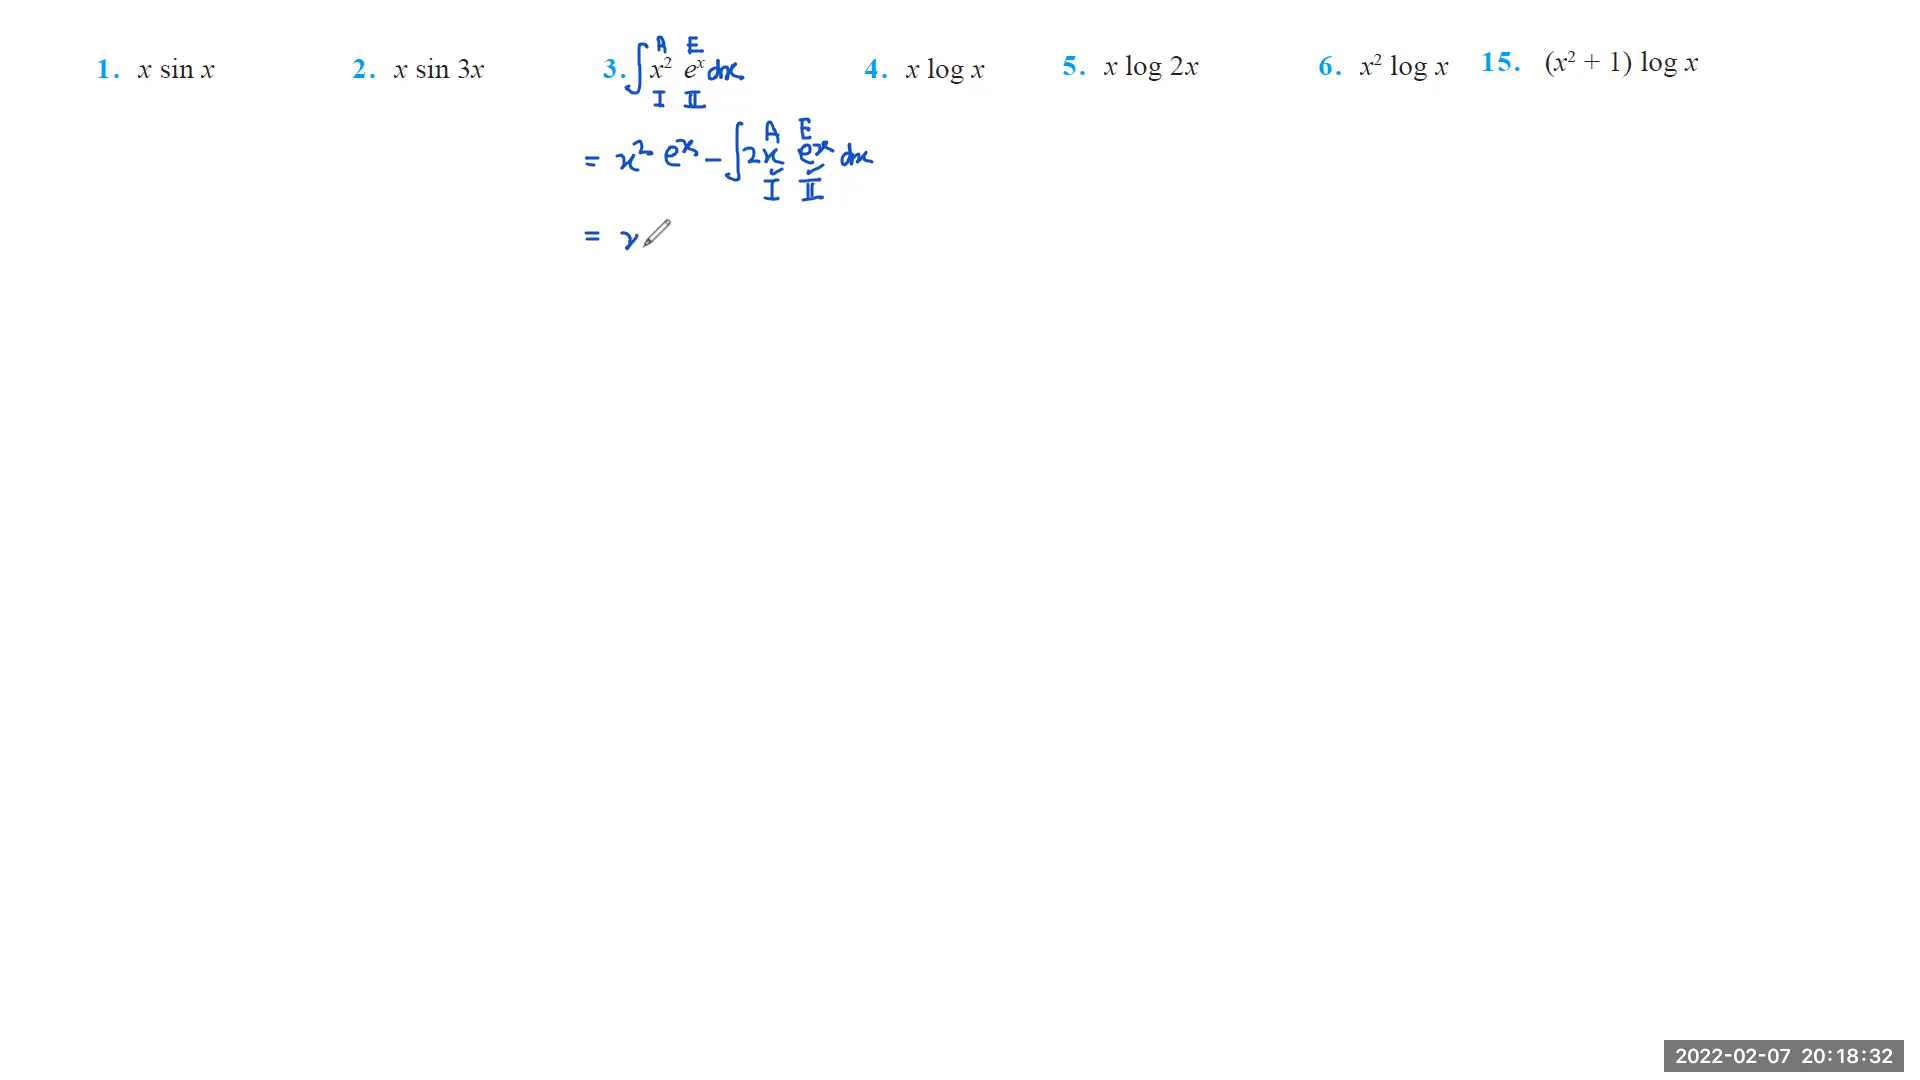 1. x sin x 2. x sin 3x 3. ∫ x² eˣ dx 4. x log x 5. x log 2x 6. x² log x 15. (x² + 1) log x
A E
I II
= x² eˣ - ∫ 2x eˣ dx
A E
I II
= x
2022-02-07 20:18:32